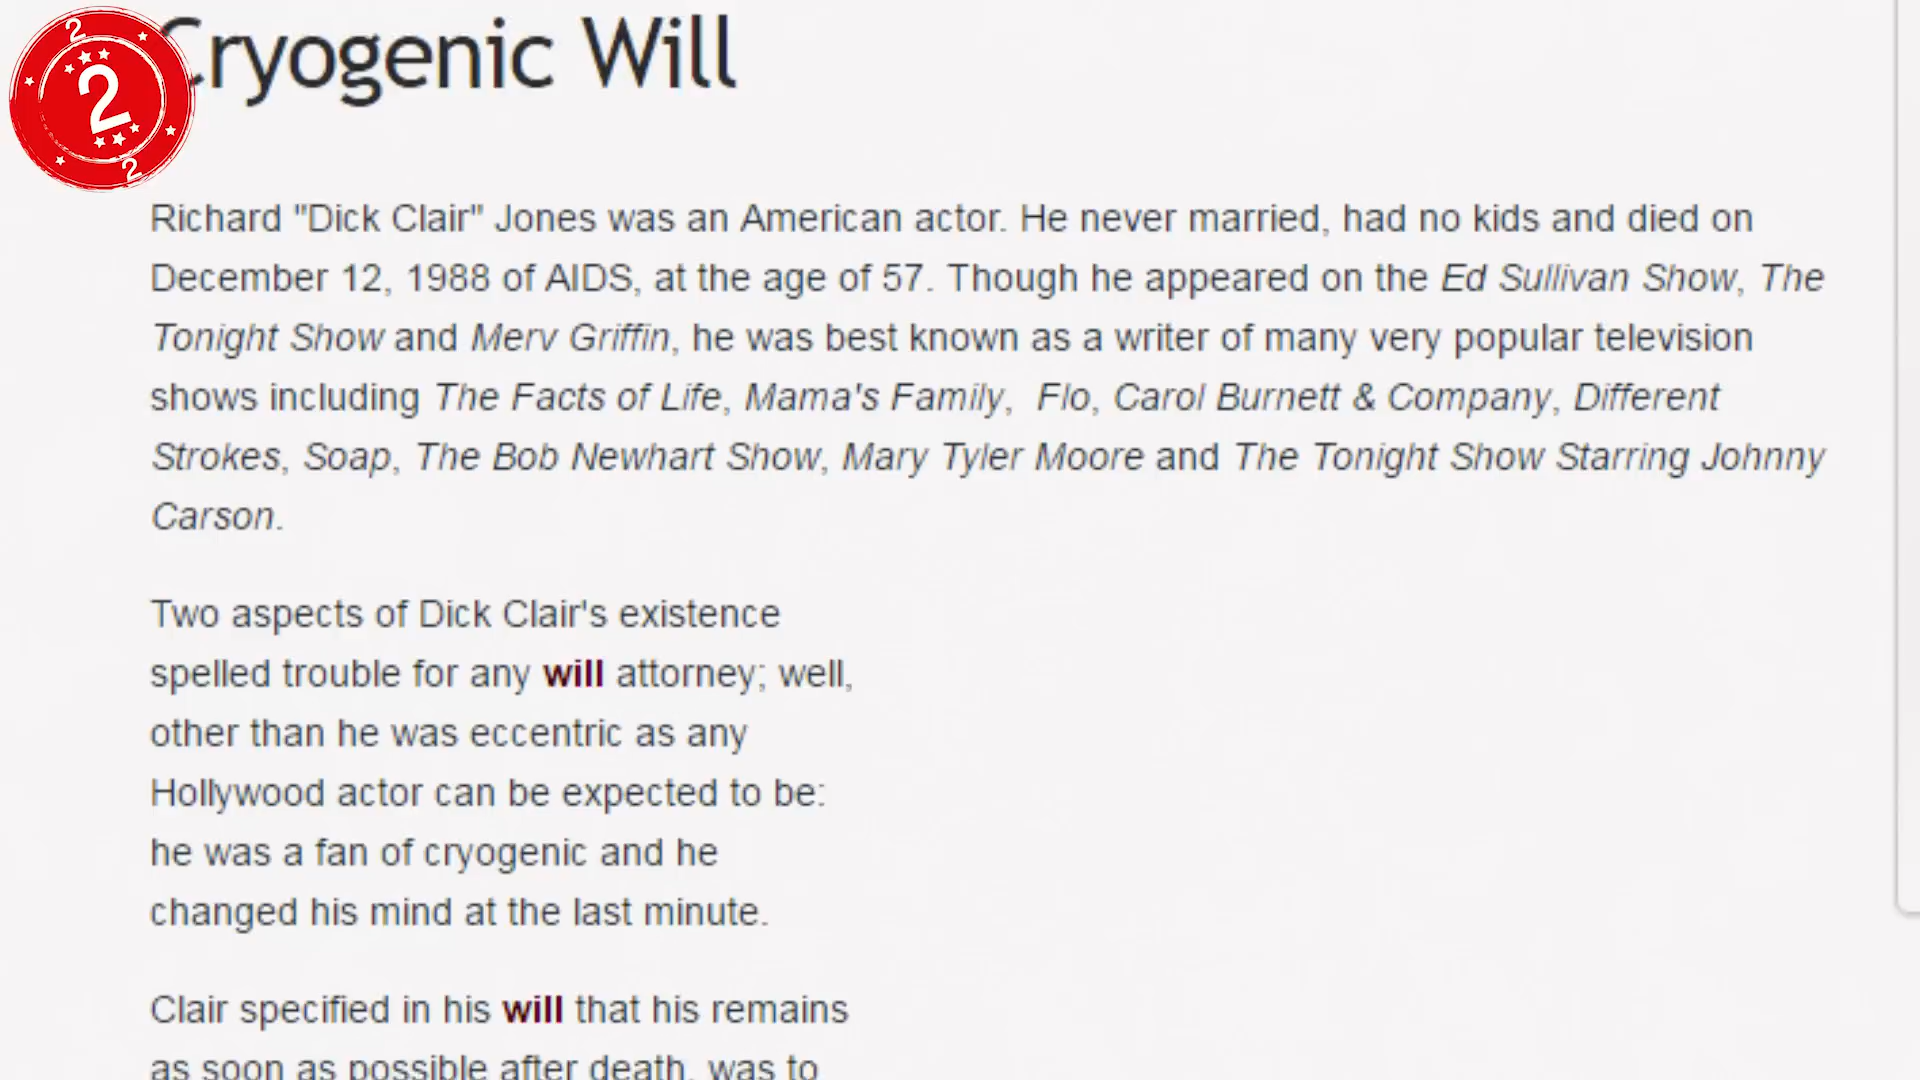 2
2
2
Cryogenic Will
Richard "Dick Clair" Jones was an American actor. He never married, had no kids and died on
December 12, 1988 of AIDS, at the age of 57. Though he appeared on the Ed Sullivan Show, The
Tonight Show and Merv Griffin, he was best known as a writer of many very popular television
shows including The Facts of Life, Mama's Family, Flo, Carol Burnett & Company, Different
Strokes, Soap, The Bob Newhart Show, Mary Tyler Moore and The Tonight Show Starring Johnny
Carson.
Two aspects of Dick Clair's existence
spelled trouble for any will attorney; well,
other than he was eccentric as any
Hollywood actor can be expected to be:
he was a fan of cryogenic and he
changed his mind at the last minute.
Clair specified in his will that his remains
as soon as possible after death, was to